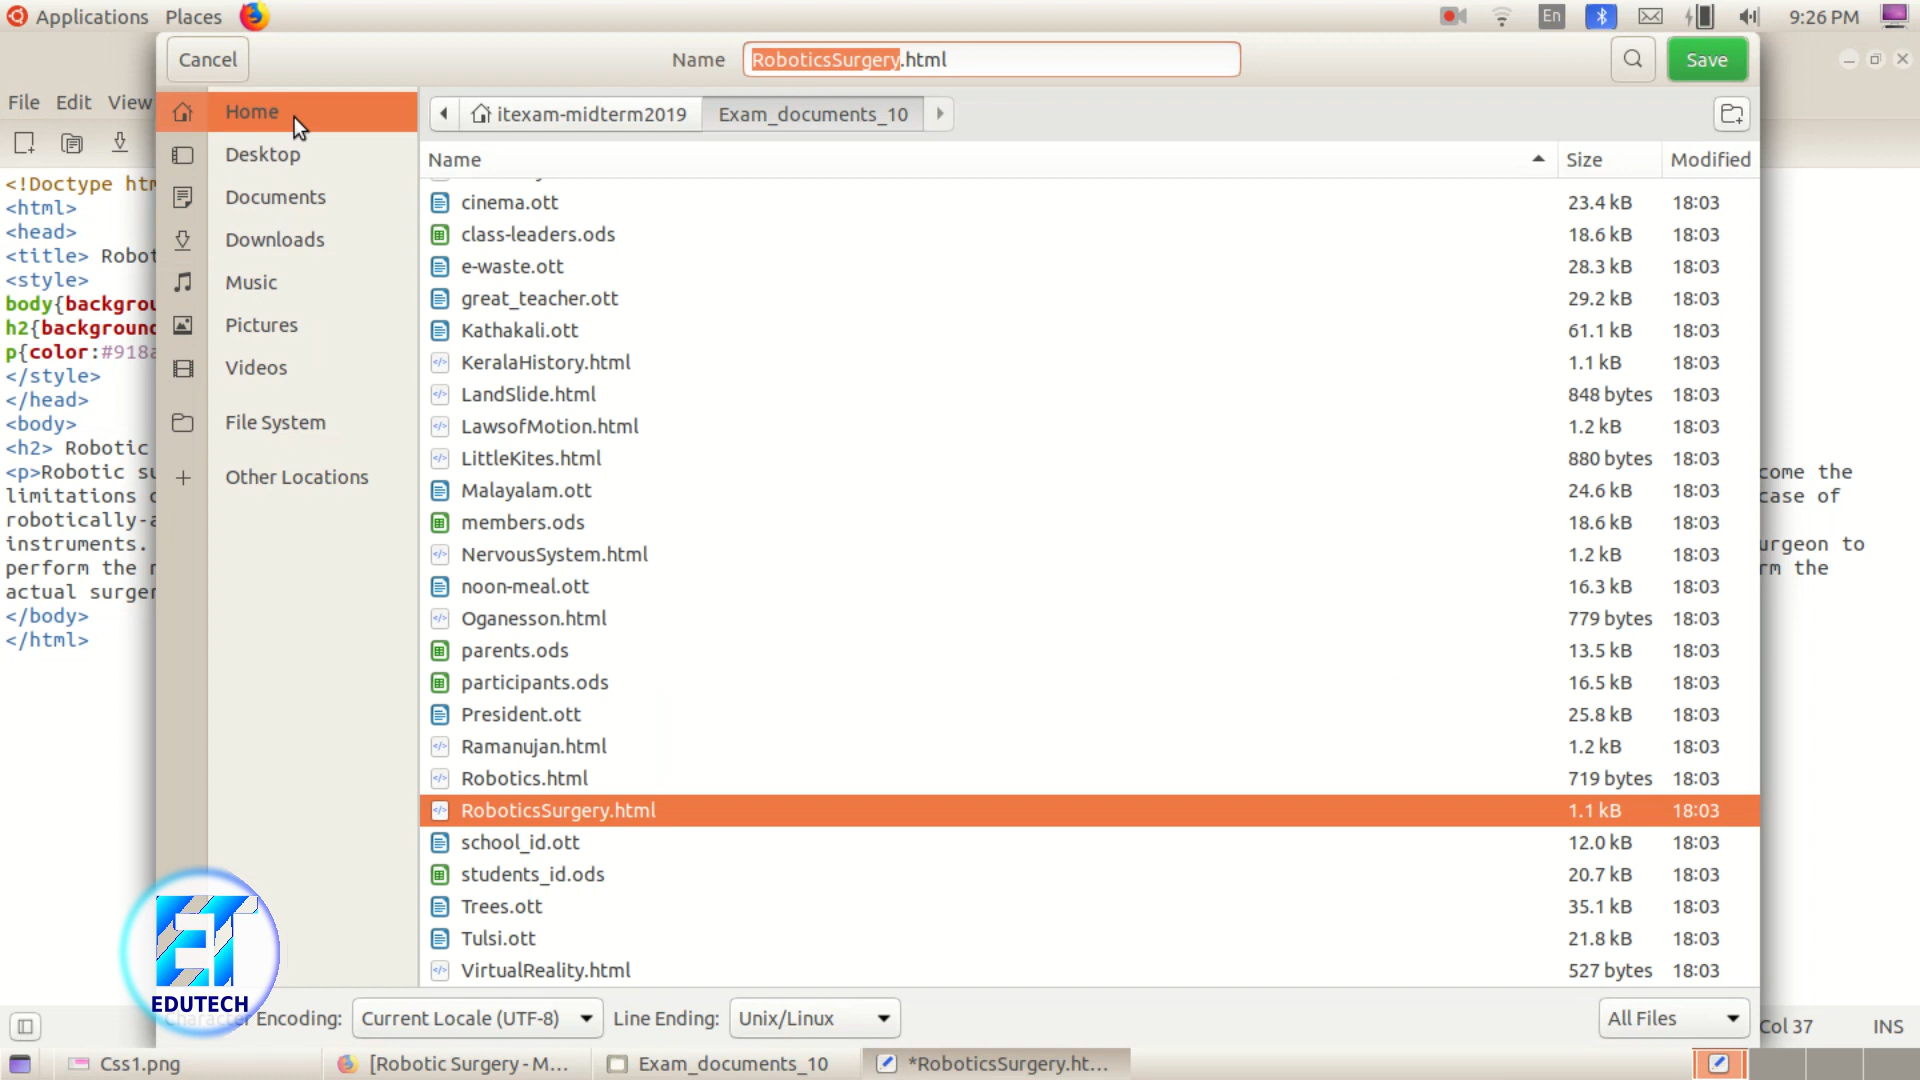 Applications Places En 9:26 PM
Cancel Name RoboticsSurgery.html Save
File Edit View
itexam-midterm2019 Exam_documents_10
Home
Desktop
Documents
Downloads
Music
Pictures
Videos
File System
Other Locations
Name Size Modified
cinema.ott 23.4 kB 18:03
class-leaders.ods 18.6 kB 18:03
e-waste.ott 28.3 kB 18:03
great_teacher.ott 29.2 kB 18:03
Kathakali.ott 61.1 kB 18:03
KeralaHistory.html 1.1 kB 18:03
LandSlide.html 848 bytes 18:03
LawsofMotion.html 1.2 kB 18:03
LittleKites.html 880 bytes 18:03
Malayalam.ott 24.6 kB 18:03
members.ods 18.6 kB 18:03
NervousSystem.html 1.2 kB 18:03
noon-meal.ott 16.3 kB 18:03
Oganesson.html 779 bytes 18:03
parents.ods 13.5 kB 18:03
participants.ods 16.5 kB 18:03
President.ott 25.8 kB 18:03
Ramanujan.html 1.2 kB 18:03
Robotics.html 719 bytes 18:03
RoboticsSurgery.html 1.1 kB 18:03
school_id.ott 12.0 kB 18:03
students_id.ods 20.7 kB 18:03
Trees.ott 35.1 kB 18:03
Tulsi.ott 21.8 kB 18:03
VirtualReality.html 527 bytes 18:03
<!Doctype htm
<html>
<head>
<title> Robot
<style>
body{backgrou
h2{background
p{color:#918a
</style>
</head>
<body>
<h2> Robotic
<p>Robotic su come the
limitations case of
robotically-a
instruments. urgeon to
perform the rm the
actual surger
</body>
</html>
ET
EDUTECH
Encoding: Current Locale (UTF-8) Line Ending: Unix/Linux All Files
Col 37 INS
Css1.png [Robotic Surgery - M... Exam_documents_10 *RoboticsSurgery.ht...